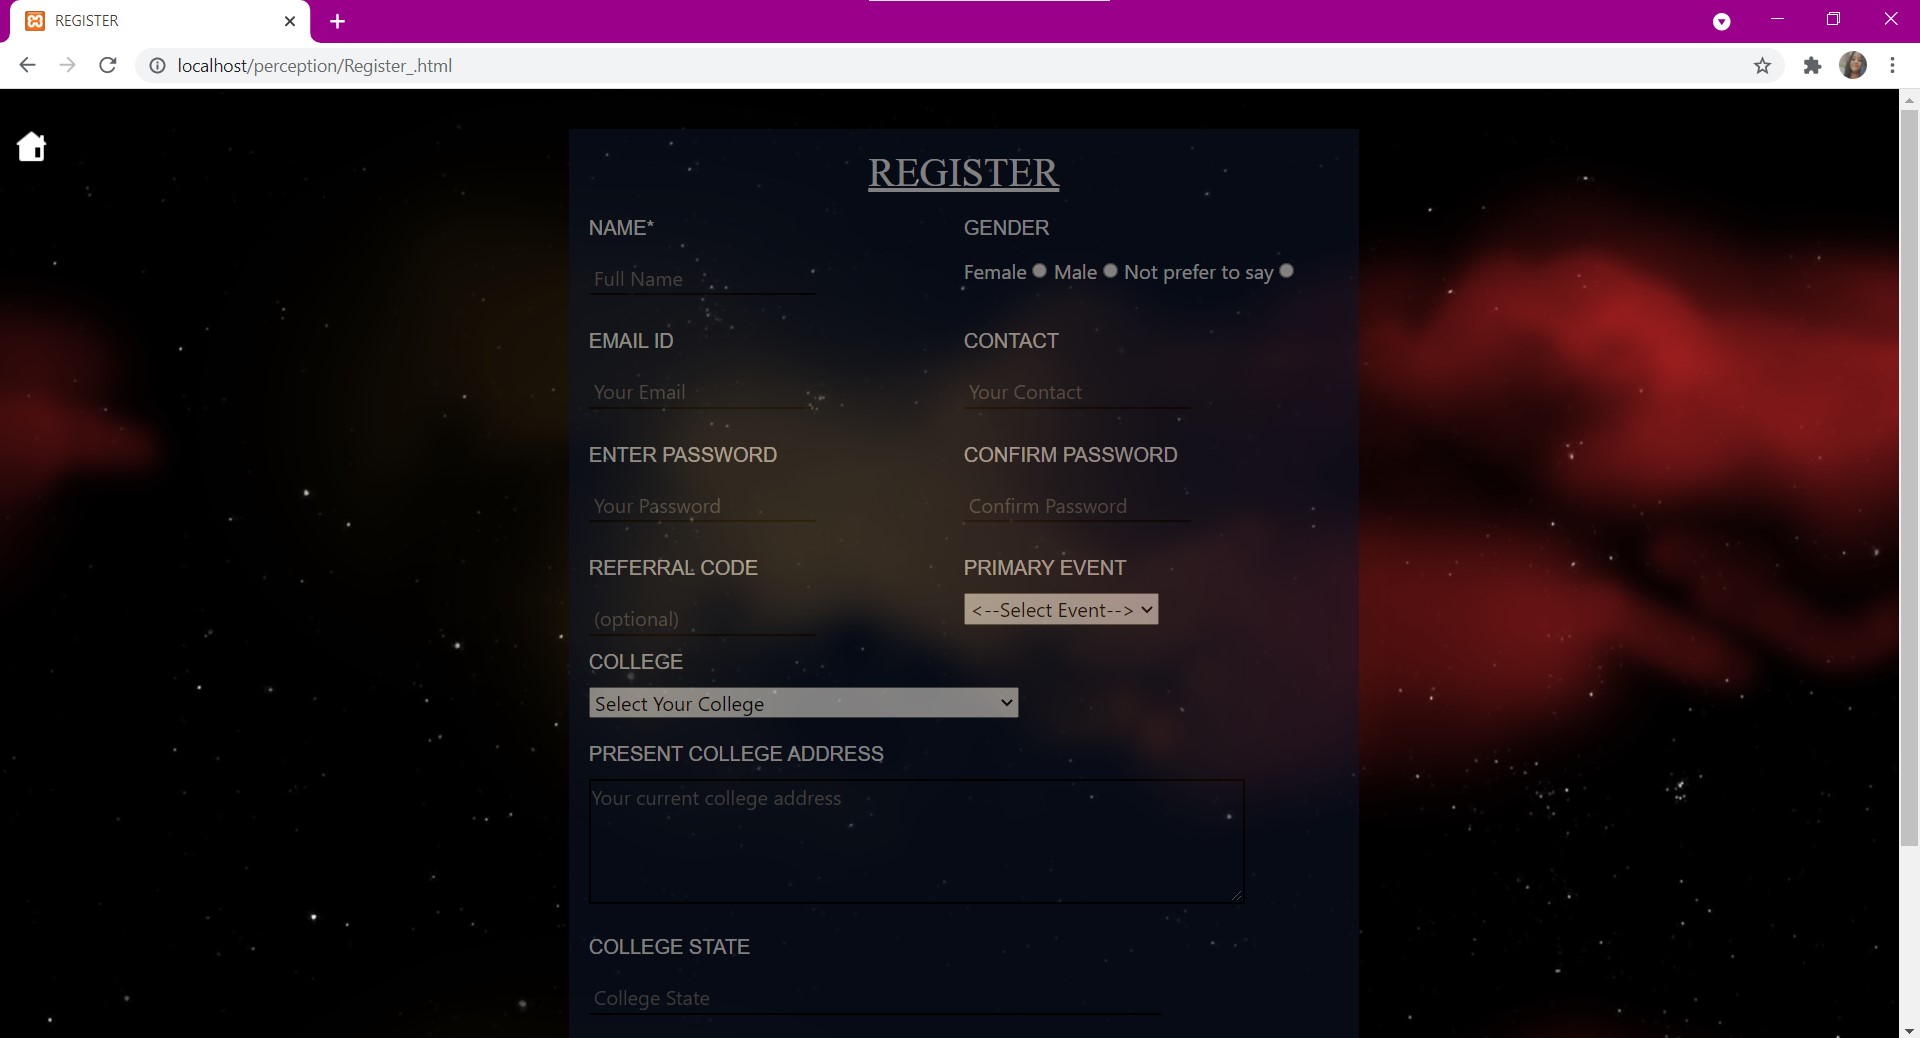 REGISTER
localhost/perception/Register_.html
REGISTER
NAME*
GENDER
Full Name
Female Male Not prefer to say
EMAIL ID
CONTACT
Your Email
Your Contact
ENTER PASSWORD
CONFIRM PASSWORD
Your Password
Confirm Password
REFERRAL CODE
PRIMARY EVENT
(optional)
<--Select Event-->
COLLEGE
Select Your College
PRESENT COLLEGE ADDRESS
Your current college address
COLLEGE STATE
College State